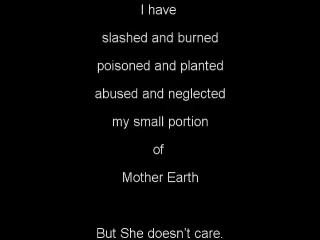 I have
slashed and burned
poisoned and planted
abused and neglected
my small portion
of
Mother Earth
But She doesn't care.